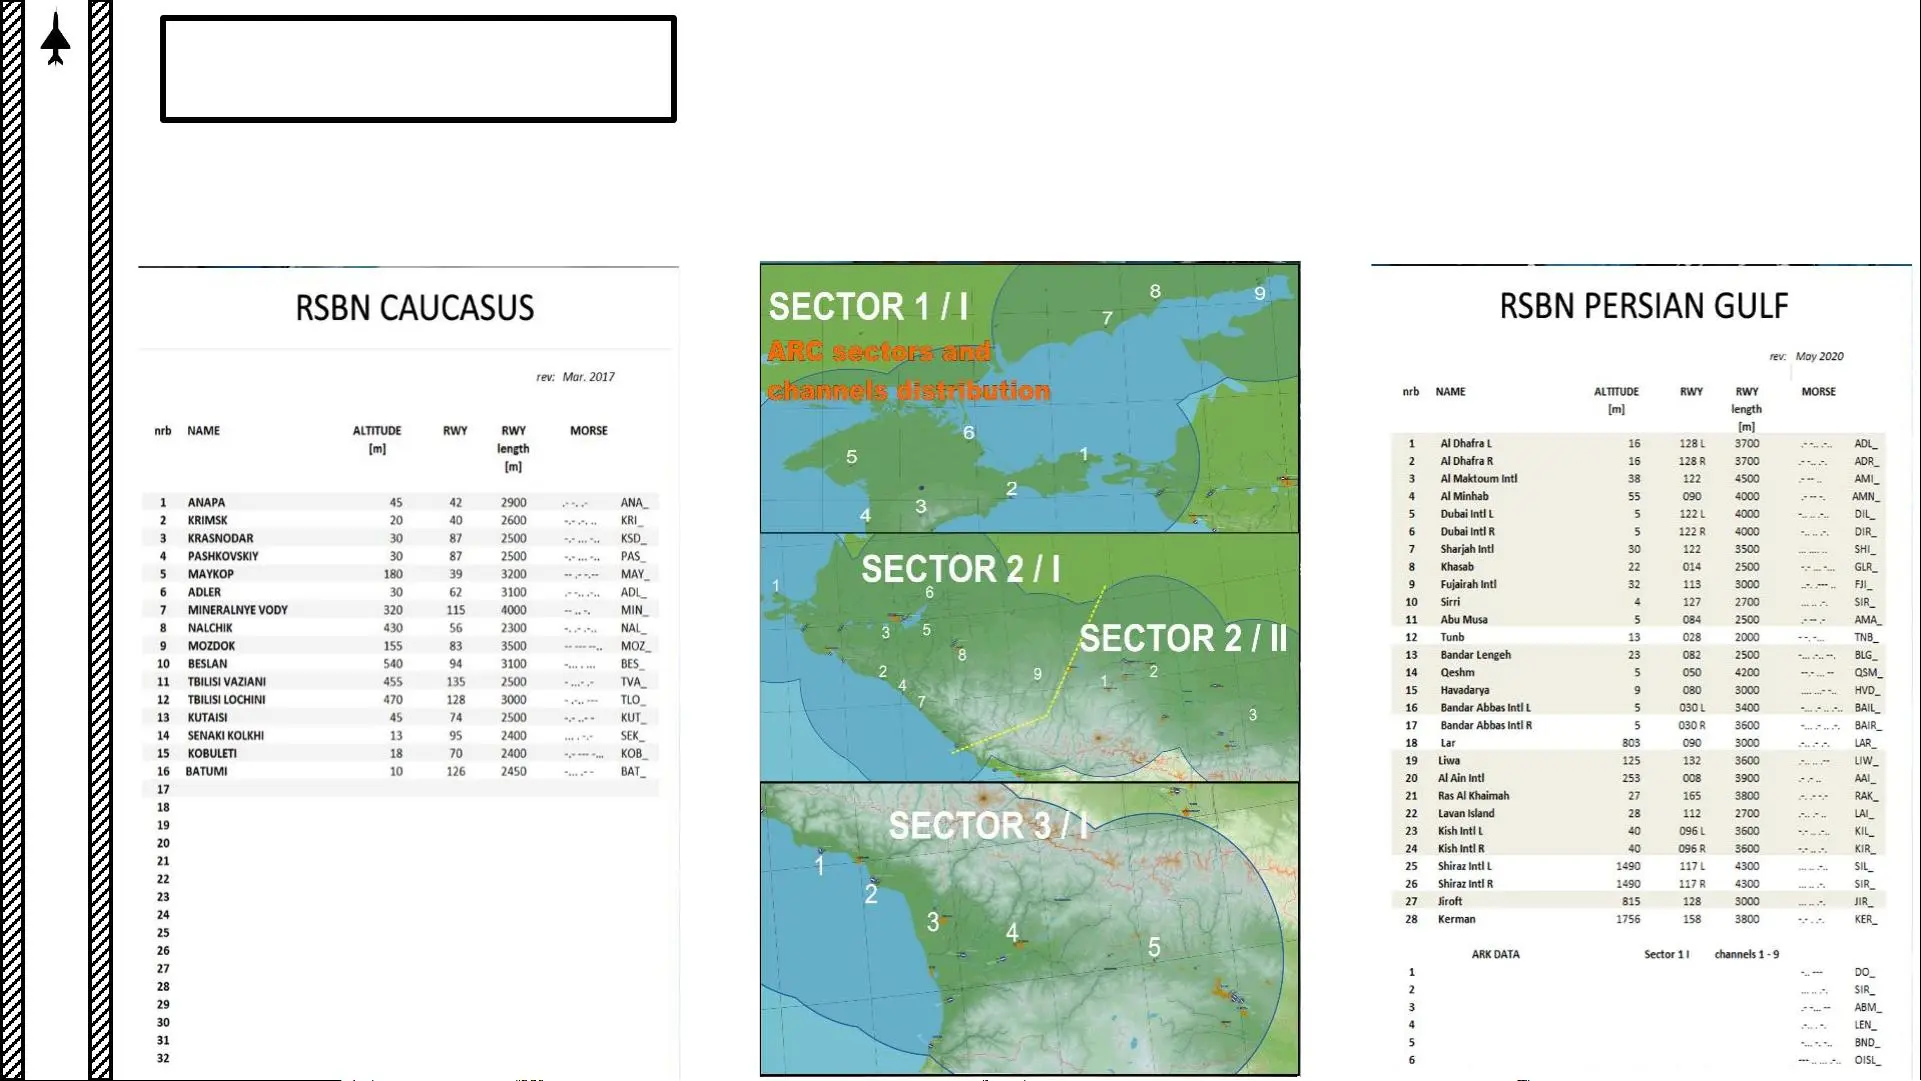 RSBN CAUCASUS
rev: Mar. 2017
nrb NAME ALTITUDE [m] RWY RWY length [m] MORSE
1 ANAPA 45 42 2900 .- -. .- ANA_
2 KRIMSK 20 40 2600 -.- .-. .. KRI_
3 KRASNODAR 30 87 2500 -.- ... -.. KSD_
4 PASHKOVSKIY 30 87 2500 -.- ... -.. PAS_
5 MAYKOP 180 39 3200 -- .- -.-- MAY_
6 ADLER 30 62 3100 .- -.. .-.. ADL_
7 MINERALNYE VODY 320 115 4000 -- .. -. MIN_
8 NALCHIK 430 56 2300 -. .- .-.. NAL_
9 MOZDOK 155 83 3500 -- --- --.. MOZ_
10 BESLAN 540 94 3100 -... . ... BES_
11 TBILISI VAZIANI 455 135 2500 - ...- .- TVA_
12 TBILISI LOCHINI 470 128 3000 - .-.. --- TLO_
13 KUTAISI 45 74 2500 -.- ..- - KUT_
14 SENAKI KOLKHI 13 95 2400 ... . -.- SEK_
15 KOBULETI 18 70 2400 -.- --- -... KOB_
16 BATUMI 10 126 2450 -... .- - BAT_
17
18
19
20
21
22
23
24
25
26
27
28
29
30
31
32
SECTOR 1 / I
ARC sectors and
channels distribution
8 9
7
6
5 1
2
3
4
SECTOR 2 / I
1
6
3 5
SECTOR 2 / II
8
2 9 1 2
4
7 3
SECTOR 3 / I
1
2
3
4
5
RSBN PERSIAN GULF
rev: May 2020
nrb NAME ALTITUDE [m] RWY RWY length [m] MORSE
1 Al Dhafra L 16 128 L 3700 .- -.. .-.. ADL_
2 Al Dhafra R 16 128 R 3700 .- -.. .-. ADR_
3 Al Maktoum Intl 38 122 4500 .- -- .. AMI_
4 Al Minhab 55 090 4000 .- -- -. AMN_
5 Dubai Intl L 5 122 L 4000 -.. .. .-.. DIL_
6 Dubai Intl R 5 122 R 4000 -.. .. .-. DIR_
7 Sharjah Intl 30 122 3500 ... .... .. SHI_
8 Khasab 22 014 2500 -.- ... -... GLR_
9 Fujairah Intl 32 113 3000 ..-. .--- .. FJI_
10 Sirri 4 127 2700 ... .. .-. SIR_
11 Abu Musa 5 084 2500 .- -- .- AMA_
12 Tunb 13 028 2000 - -. -... TNB_
13 Bandar Lengeh 23 082 2500 -... .-.. --. BLG_
14 Qeshm 5 050 4200 --.- ... -- QSM_
15 Havadarya 9 080 3000 .... ...- -.. HVD_
16 Bandar Abbas Intl L 5 030 L 3400 -... .- .. .-.. BAIL_
17 Bandar Abbas Intl R 5 030 R 3600 -... .- .. .-. BAIR_
18 Lar 803 090 3000 .-.. .- .-. LAR_
19 Liwa 125 132 3600 .-.. .. .-- LIW_
20 Al Ain Intl 253 008 3900 .- .- .. AAI_
21 Ras Al Khaimah 27 165 3800 .-. .- -.- RAK_
22 Lavan Island 28 112 2700 .-.. .- .. LAI_
23 Kish Intl L 40 096 L 3600 -.- .. .-.. KIL_
24 Kish Intl R 40 096 R 3600 -.- .. .-. KIR_
25 Shiraz Intl L 1490 117 L 4300 ... .. .-.. SIL_
26 Shiraz Intl R 1490 117 R 4300 ... .. .-. SIR_
27 Jiroft 815 128 3000 ... .. .-. JIR_
28 Kerman 1756 158 3800 -.- . .-. KER_
ARK DATA Sector 1 I channels 1 - 9
1 -.. --- DO_
2 ... .. .-. SIR_
3 .- -... -- ABM_
4 .-.. . -. LEN_
5 -... -. -.. BND_
6 --- .. ... .-.. OISL_